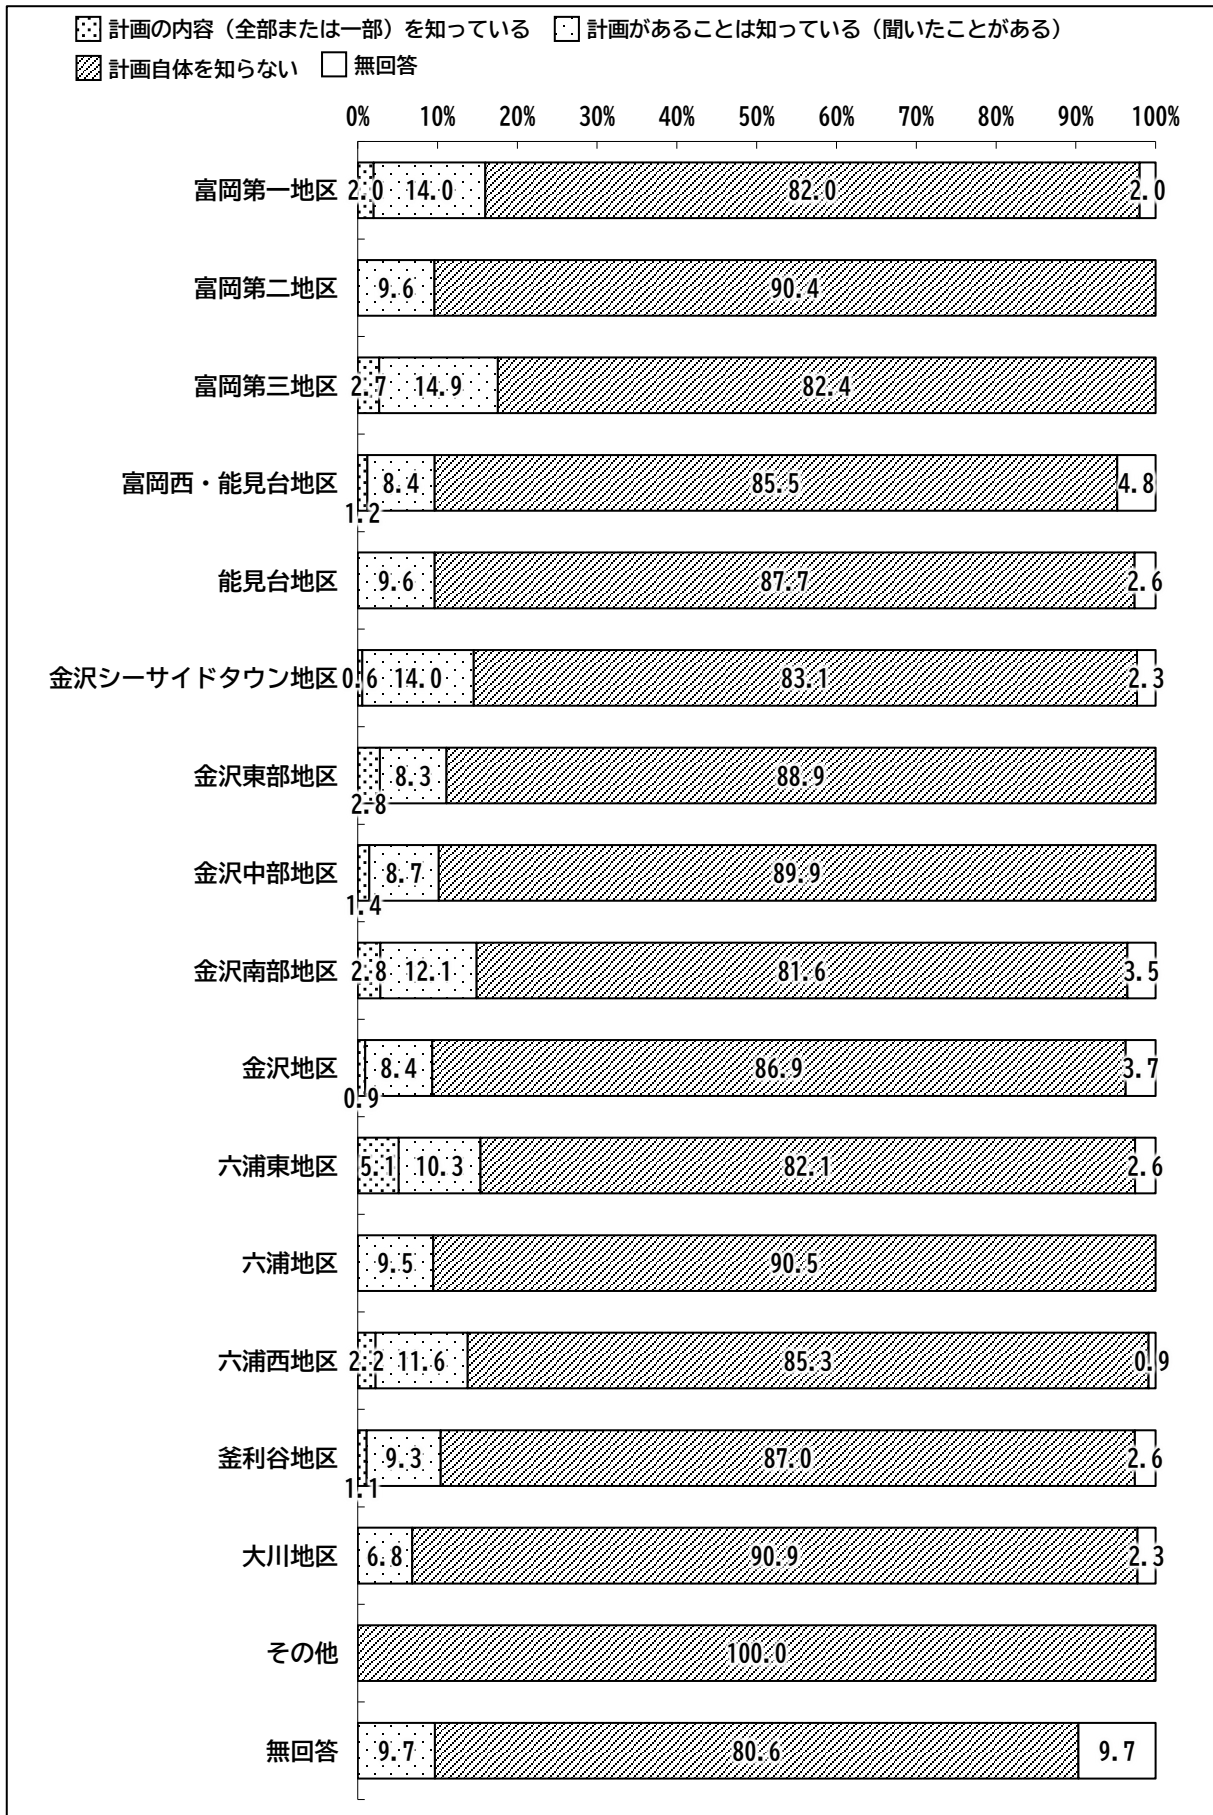 計画の内容（全部または一部）を知っている 計画があることは知っている（聞いたことがある）
計画自体を知らない 無回答
0% 10% 20% 30% 40% 50% 60% 70% 80% 90% 100%
富岡第一地区 2.0 14.0 82.0 2.0
富岡第二地区 9.6 90.4
富岡第三地区 2.7 14.9 82.4
富岡西・能見台地区 8.4 85.5 4.8
1.2
能見台地区 9.6 87.7 2.6
金沢シーサイドタウン地区 0.6 14.0 83.1 2.3
金沢東部地区 8.3 88.9
2.8
金沢中部地区 8.7 89.9
1.4
金沢南部地区 2.8 12.1 81.6 3.5
金沢地区 8.4 86.9 3.7
0.9
六浦東地区 5.1 10.3 82.1 2.6
六浦地区 9.5 90.5
六浦西地区 2.2 11.6 85.3 0.9
釜利谷地区 9.3 87.0 2.6
1.1
大川地区 6.8 90.9 2.3
その他 100.0
無回答 9.7 80.6 9.7